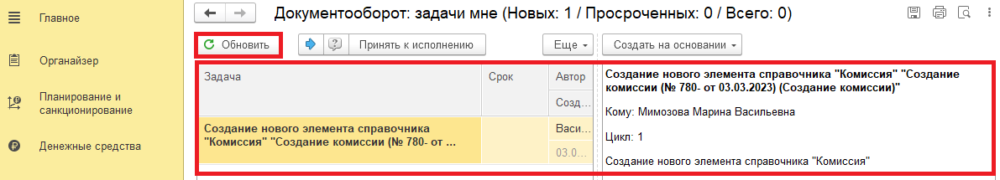 Главное
Органайзер
Планирование и
санкционирование
Денежные средства
Документооборот: задачи мне (Новых: 1 / Просроченных: 0 / Всего: 0)
Обновить
Принять к исполнению
Еще
Создать на основании
Задача
Срок
Автор
Созд...
Создание нового элемента справочника
"Комиссия" "Создание комиссии (№ 780- от ...
Васи...
03.0...
Создание нового элемента справочника "Комиссия" "Создание
комиссии (№ 780- от 03.03.2023) (Создание комиссии)"
Кому: Мимозова Марина Васильевна
Цикл: 1
Создание нового элемента справочника "Комиссия"